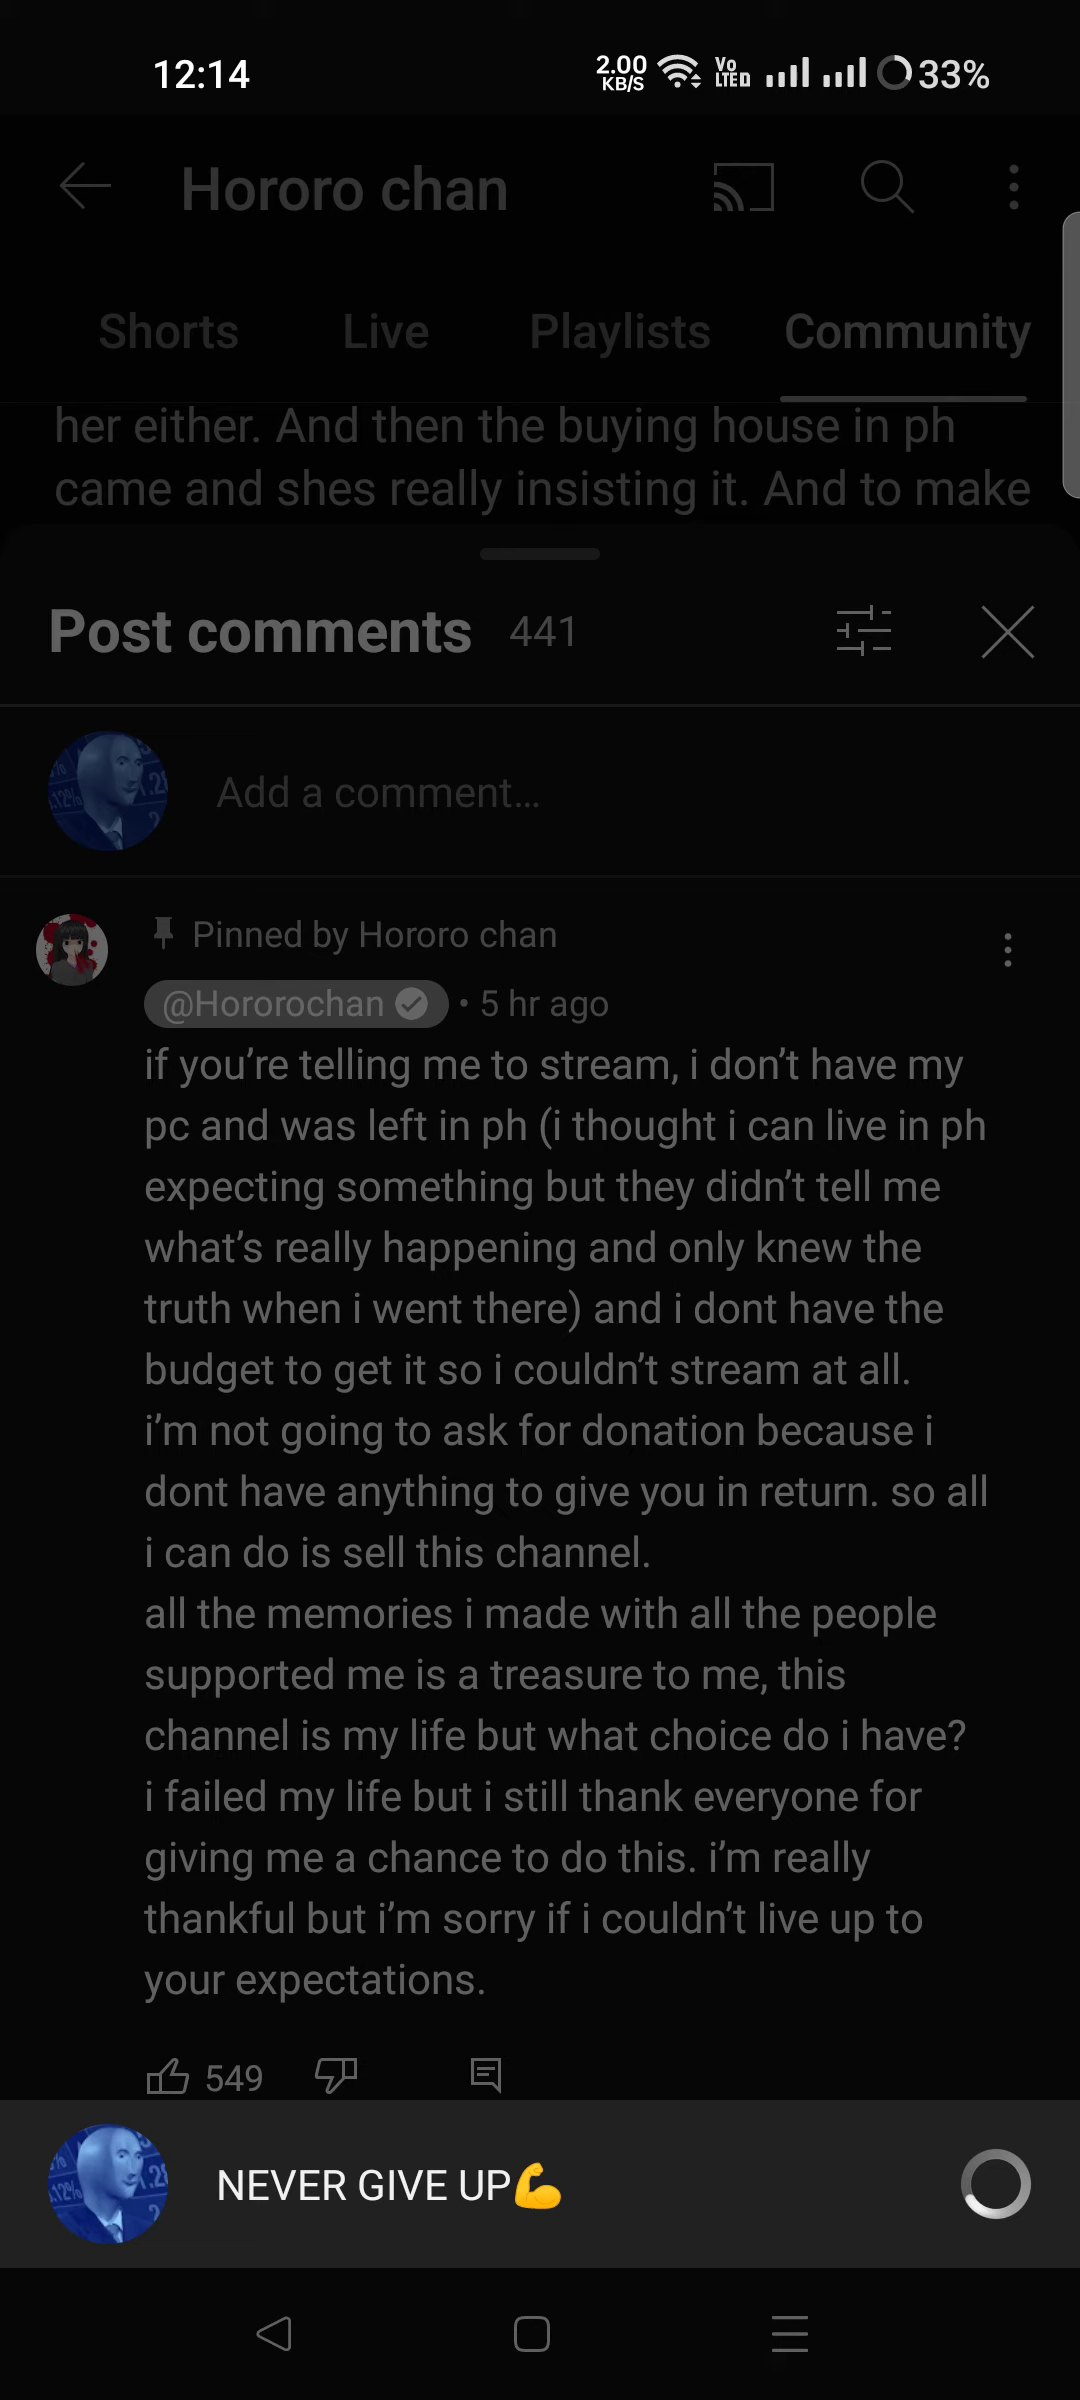 12:14
2.00
KB/S
Vo
LTED
33%
Hororo chan
Shorts Live Playlists Community
her either. And then the buying house in ph
came and shes really insisting it. And to make
Post comments 441
Add a comment...
Pinned by Hororo chan
@Hororochan • 5 hr ago
if you’re telling me to stream, i don’t have my
pc and was left in ph (i thought i can live in ph
expecting something but they didn’t tell me
what’s really happening and only knew the
truth when i went there) and i dont have the
budget to get it so i couldn’t stream at all.
i’m not going to ask for donation because i
dont have anything to give you in return. so all
i can do is sell this channel.
all the memories i made with all the people
supported me is a treasure to me, this
channel is my life but what choice do i have?
i failed my life but i still thank everyone for
giving me a chance to do this. i’m really
thankful but i’m sorry if i couldn’t live up to
your expectations.
549
NEVER GIVE UP💪